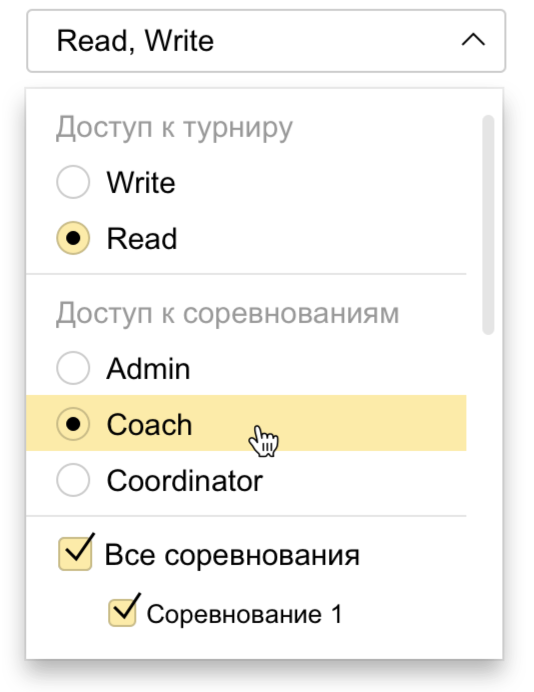 Read, Write
Доступ к турниру
Write
Read
Доступ к соревнованиям
Admin
Coach
Coordinator
Все соревнования
Соревнование 1